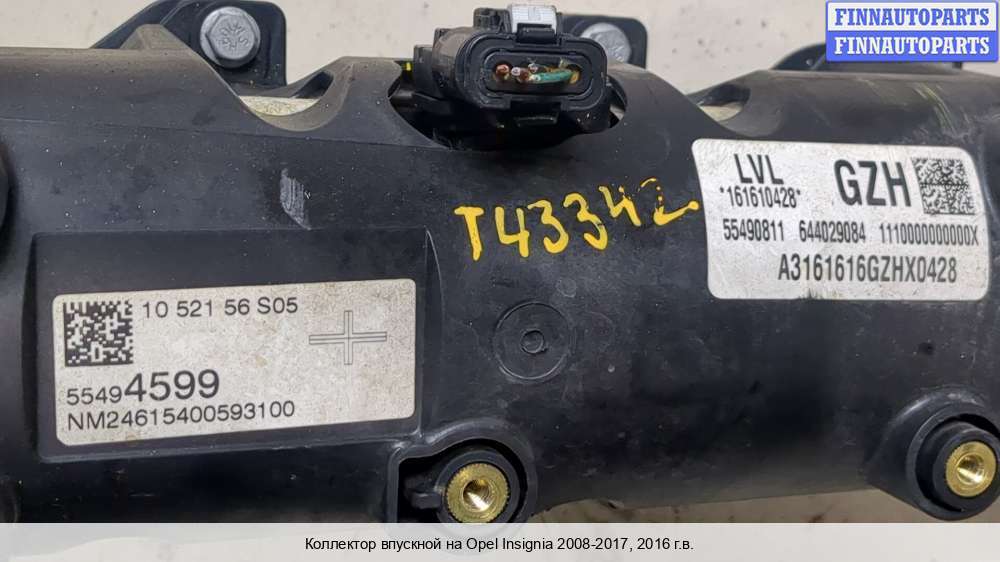 FINNAUTOPARTS
FINNAUTOPARTS
LVL GZH
*161610428*
55490811 644029084 1110000000000X
A3161616GZHX0428
T43342
10 521 56 S05
55494599
NM24615400593100
Коллектор впускной на Opel Insignia 2008-2017, 2016 г.в.